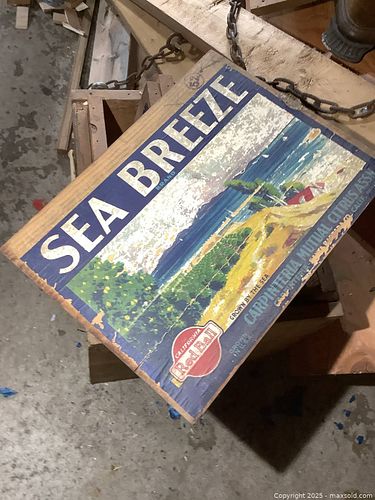 SEA BREEZE
BRAND
GROWN BY THE SEA
CARPINTERIA MUTUAL CITRUS ASS'N
CALIFORNIA
Red Ball
Copyright 2025 - maxsold.com